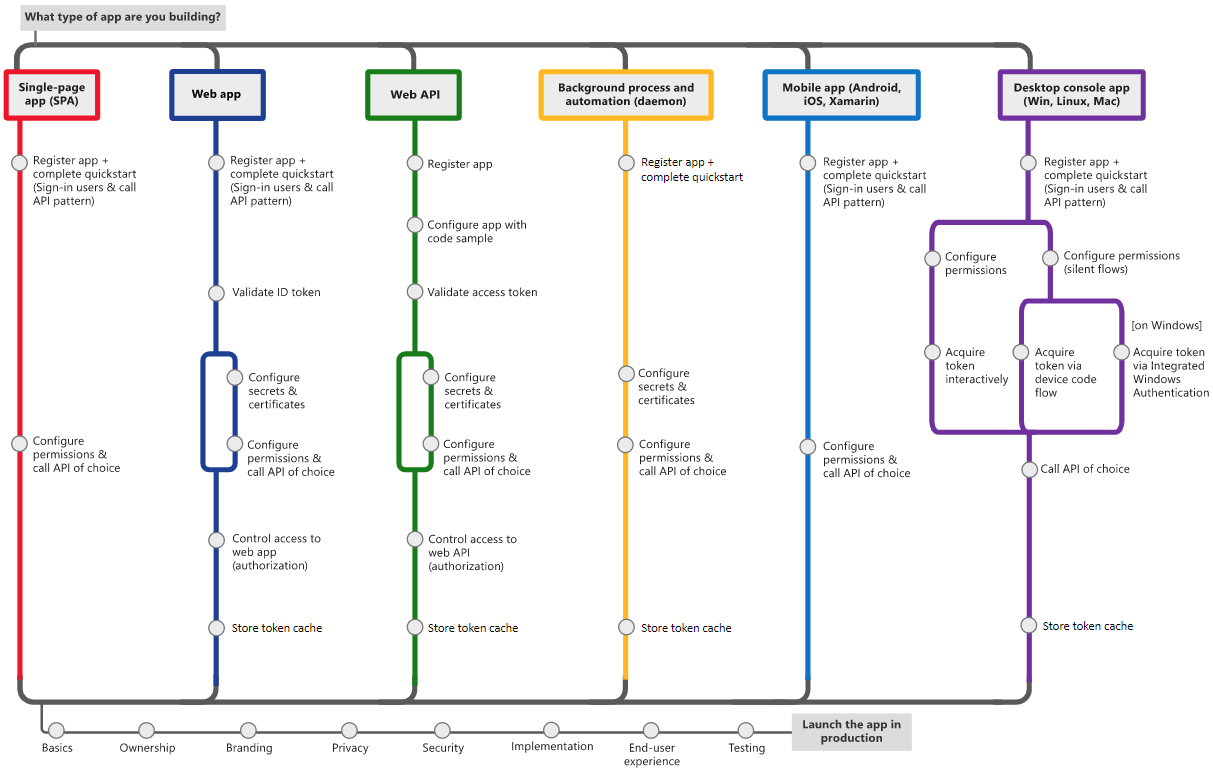 What type of app are you building?
Single-page
app (SPA)
Web app
Web API
Background process and
automation (daemon)
Mobile app (Android,
iOS, Xamarin)
Desktop console app
(Win, Linux, Mac)
Register app +
complete quickstart
(Sign-in users & call
API pattern)
Configure
permissions &
call API of choice
Register app +
complete quickstart
(Sign-in users & call
API pattern)
Validate ID token
Configure
secrets &
certificates
Configure
permissions &
call API of choice
Control access to
web app
(authorization)
Store token cache
Register app
Configure app with
code sample
Validate access token
Configure
secrets &
certificates
Configure
permissions &
call API of choice
Control access to
web API
(authorization)
Store token cache
Register app +
complete quickstart
Configure
secrets &
certificates
Configure
permissions &
call API of choice
Store token cache
Register app +
complete quickstart
(Sign-in users & call
API pattern)
Configure
permissions &
call API of choice
Register app +
complete quickstart
(Sign-in users & call
API pattern)
Configure
permissions
Configure permissions
(silent flows)
[on Windows]
Acquire
token
interactively
Acquire
token via
device code
flow
Acquire token
via Integrated
Windows
Authentication
Call API of choice
Store token cache
Basics
Ownership
Branding
Privacy
Security
Implementation
End-user
experience
Testing
Launch the app in
production